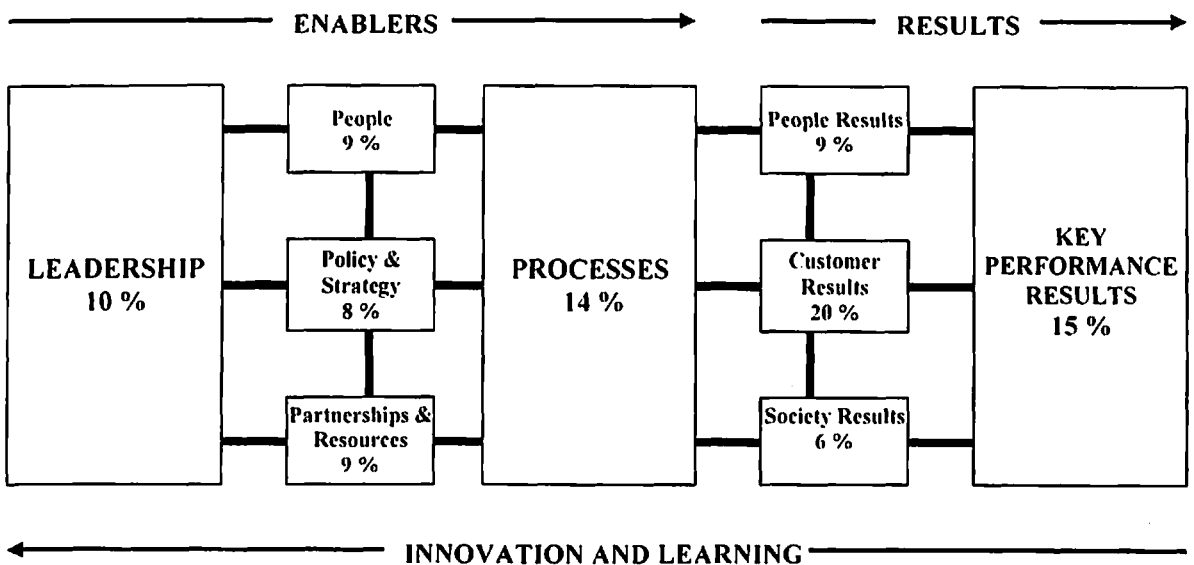 ENABLERS
RESULTS
LEADERSHIP
10 %
People
9 %
Policy &
Strategy
8 %
Partnerships &
Resources
9 %
PROCESSES
14 %
People Results
9 %
Customer
Results
20 %
Society Results
6 %
KEY
PERFORMANCE
RESULTS
15 %
INNOVATION AND LEARNING